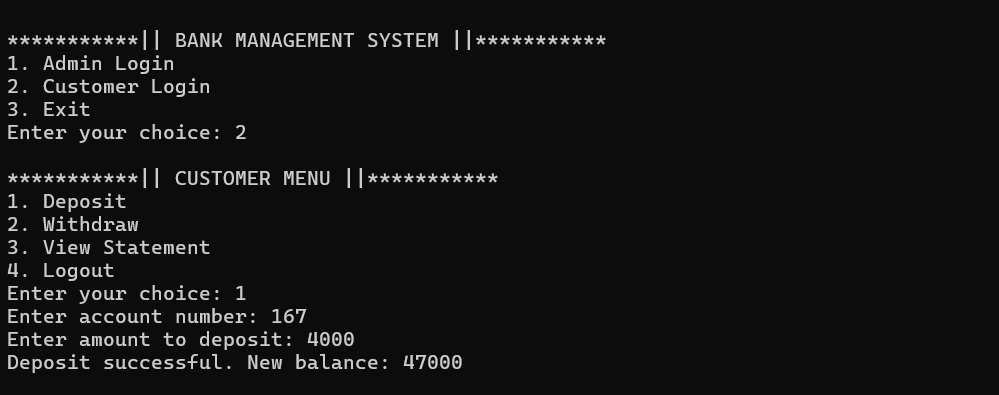 ***********|| BANK MANAGEMENT SYSTEM ||***********
1. Admin Login
2. Customer Login
3. Exit
Enter your choice: 2
***********|| CUSTOMER MENU ||***********
1. Deposit
2. Withdraw
3. View Statement
4. Logout
Enter your choice: 1
Enter account number: 167
Enter amount to deposit: 4000
Deposit successful. New balance: 47000